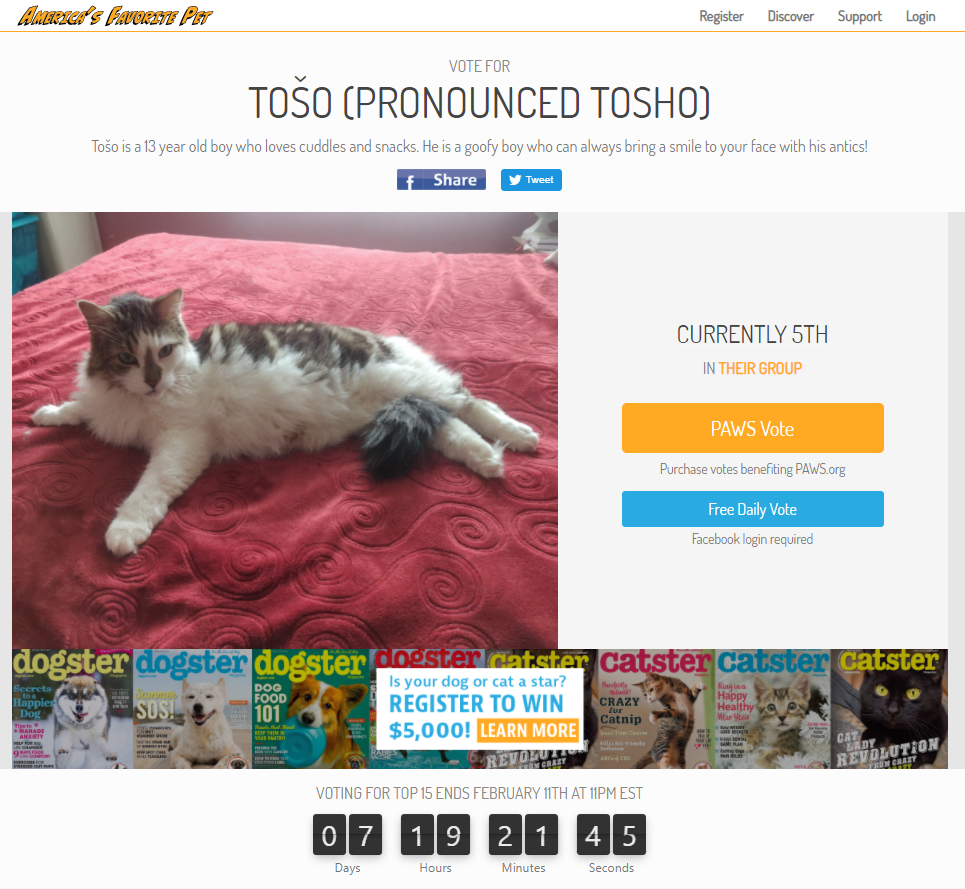 America's Favorite Pet
Register Discover Support Login
VOTE FOR
TOŠO (PRONOUNCED TOSHO)
Tošo is a 13 year old boy who loves cuddles and snacks. He is a goofy boy who can always bring a smile to your face with his antics!
f Share Tweet
CURRENTLY 5TH
IN THEIR GROUP
PAWS Vote
Purchase votes benefiting PAWS.org
Free Daily Vote
Facebook login required
dogster dogster dogster dogster catster catster catster catster
Secrets to a Happier Dog
MANAGE ANXIETY
Summer SOS!
DOG FOOD 101
Is your dog or cat a star?
REGISTER TO WIN
$5,000! LEARN MORE
REVOLUTION
CRAZY for Catnip
Happy Healthy
CAT LADY REVOLUTION
FROM CRAZY
VOTING FOR TOP 15 ENDS FEBRUARY 11TH AT 11PM EST
07 19 21 45
Days Hours Minutes Seconds